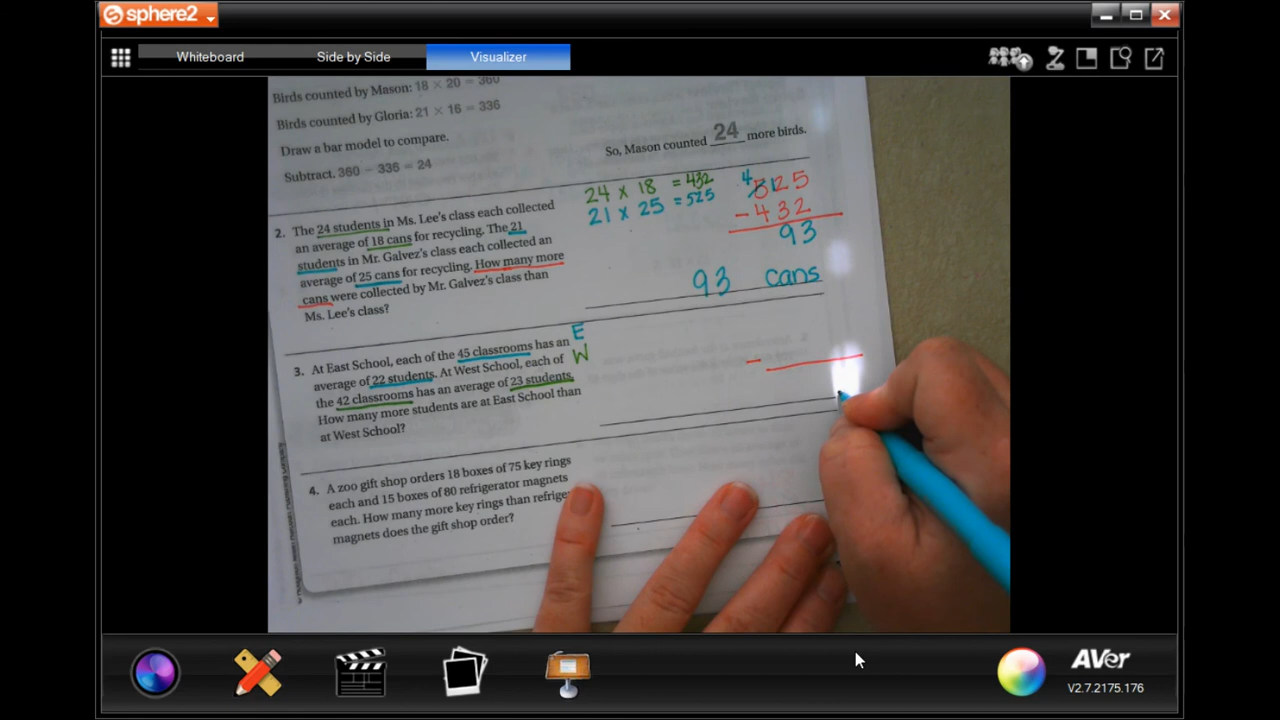 sphere2
Whiteboard Side by Side Visualizer
Birds counted by Mason: 18 × 20 = 360
Birds counted by Gloria: 21 × 16 = 336
Draw a bar model to compare.
Subtract. 360 − 336 = 24
So, Mason counted 24 more birds.
2. The 24 students in Ms. Lee's class each collected
an average of 18 cans for recycling. The 21
students in Mr. Galvez's class each collected an
average of 25 cans for recycling. How many more
cans were collected by Mr. Galvez's class than
Ms. Lee's class?
24 × 18 = 432
21 × 25 = 525
4 1
525
- 432
93
93 cans
3. At East School, each of the 45 classrooms has an
average of 22 students. At West School, each of
the 42 classrooms has an average of 23 students.
How many more students are at East School than
at West School?
E
W
-
4. A zoo gift shop orders 18 boxes of 75 key rings
each and 15 boxes of 80 refrigerator magnets
each. How many more key rings than
magnets does the gift shop order?
AVer
V2.7.2175.176